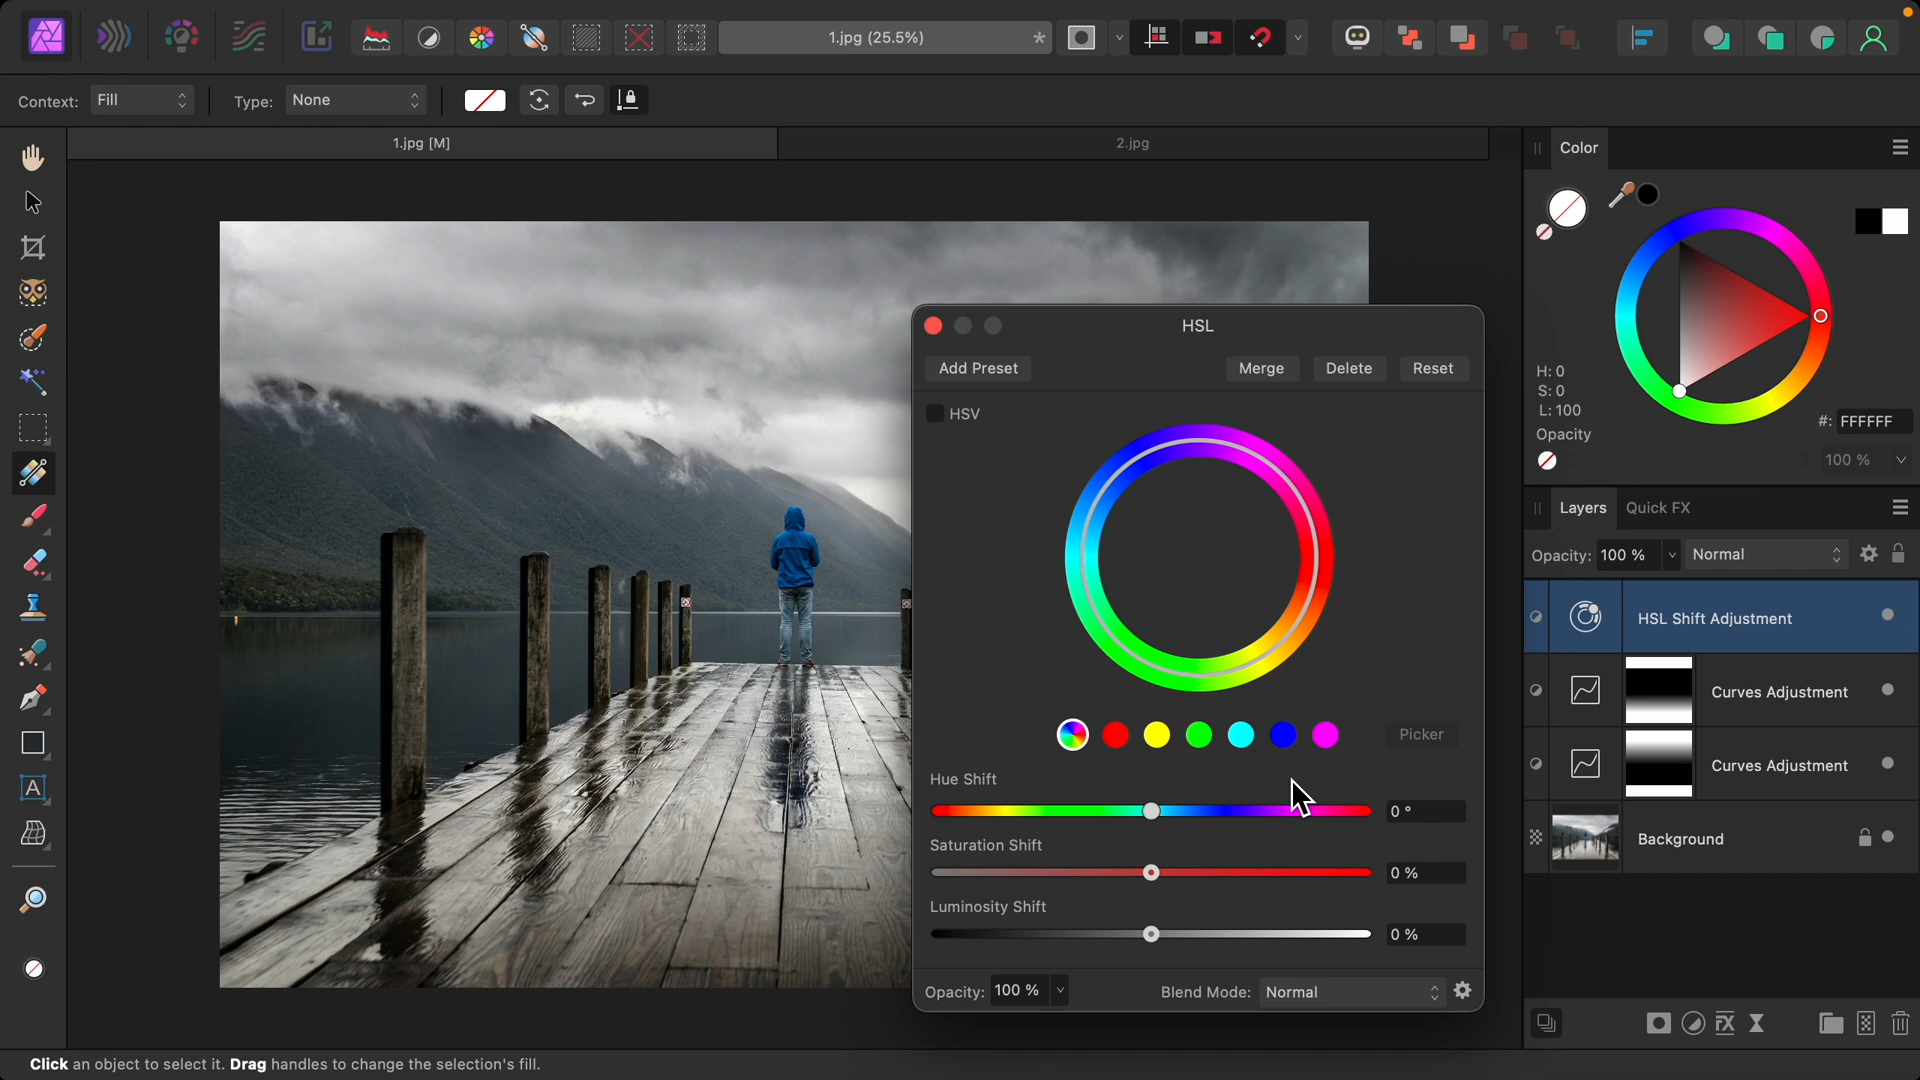 1.jpg (25.5%)
*
Context: Fill
Type: None
1.jpg [M]
2.jpg
Color
H: 0
S: 0
L: 100
#: FFFFFF
Opacity
100 %
HSL
Add Preset
Merge
Delete
Reset
HSV
Picker
Hue Shift
0 °
Saturation Shift
0 %
Luminosity Shift
0 %
Opacity: 100 %
Blend Mode: Normal
Layers
Quick FX
Opacity: 100 %
Normal
HSL Shift Adjustment
Curves Adjustment
Curves Adjustment
Background
A
FX
Click an object to select it. Drag handles to change the selection's fill.